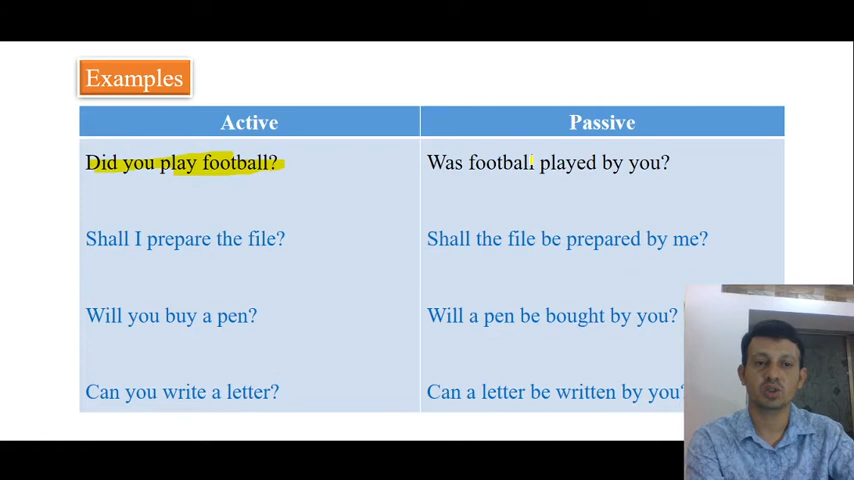 Examples
Active Passive
Did you play football? Was football played by you?
Shall I prepare the file? Shall the file be prepared by me?
Will you buy a pen? Will a pen be bought by you?
Can you write a letter? Can a letter be written by you?